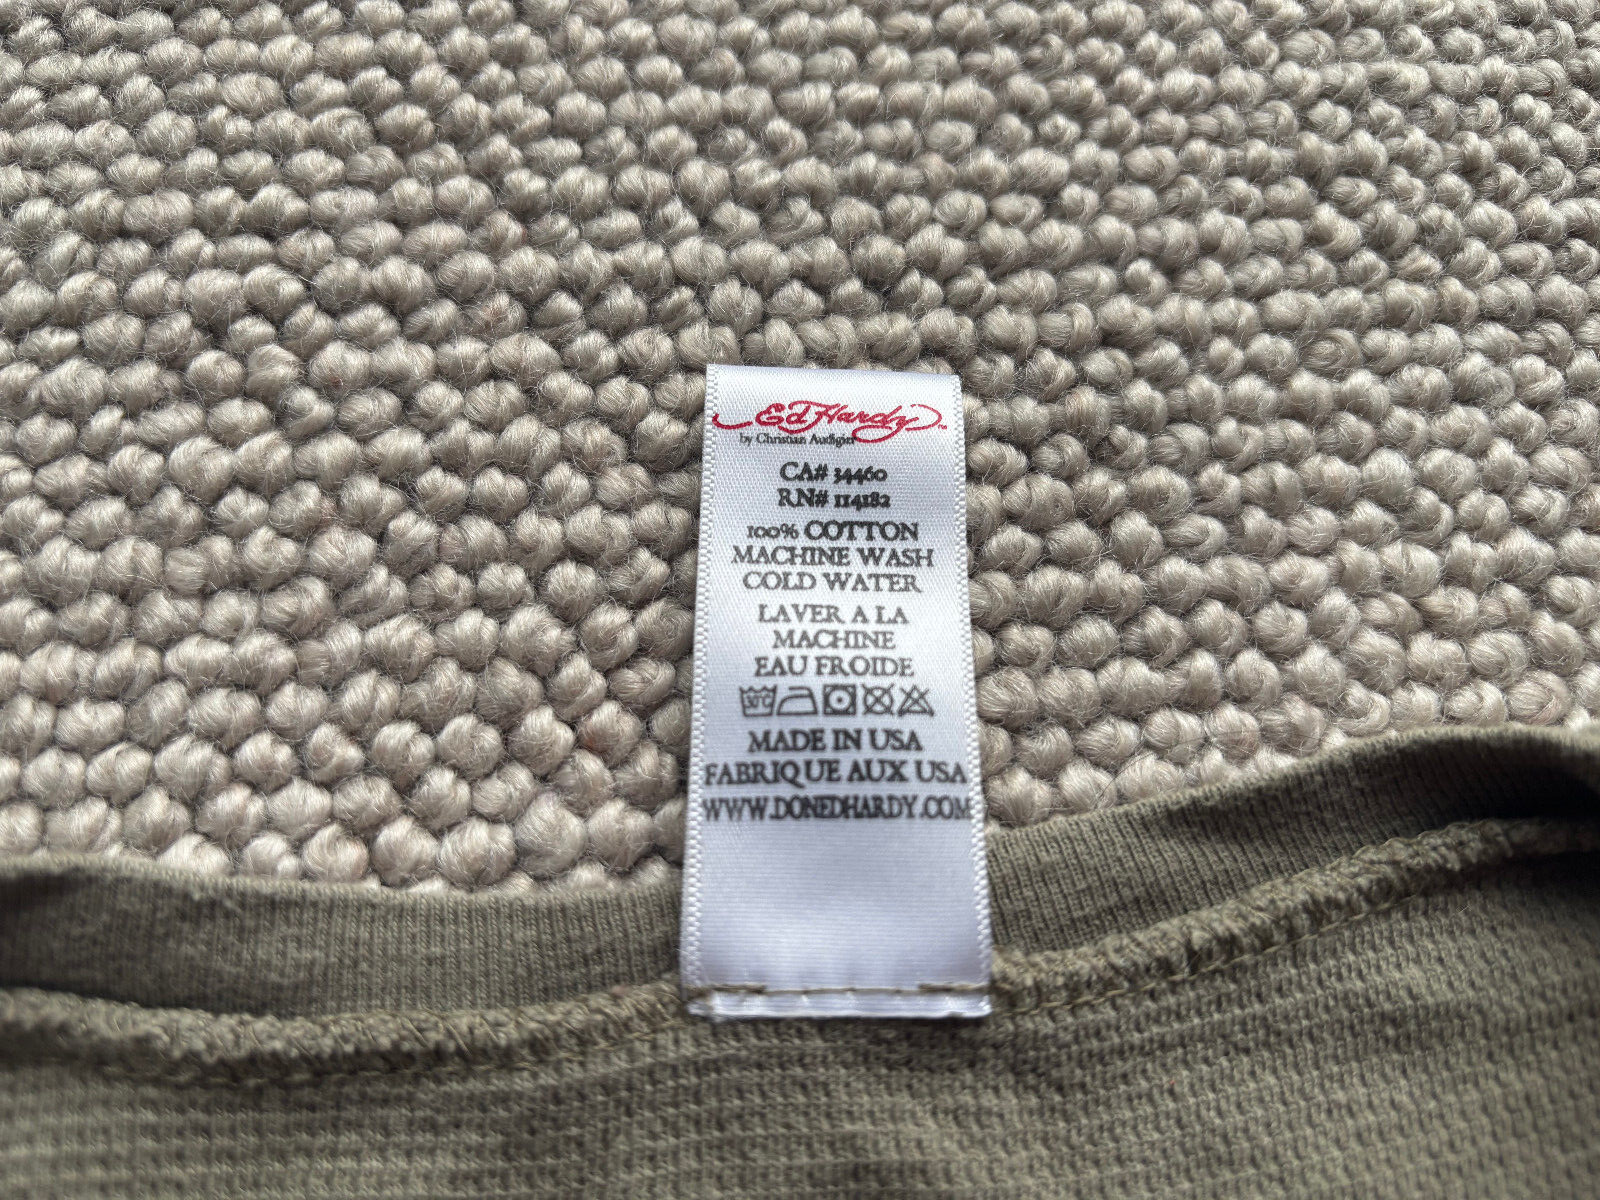 Ed Hardy™
by Christian Audigier
CA# 34460
RN# 114182
100% COTTON
MACHINE WASH
COLD WATER
LAVER A LA
MACHINE
EAU FROIDE
30°C
MADE IN USA
FABRIQUE AUX USA
WWW.DONEDHARDY.COM